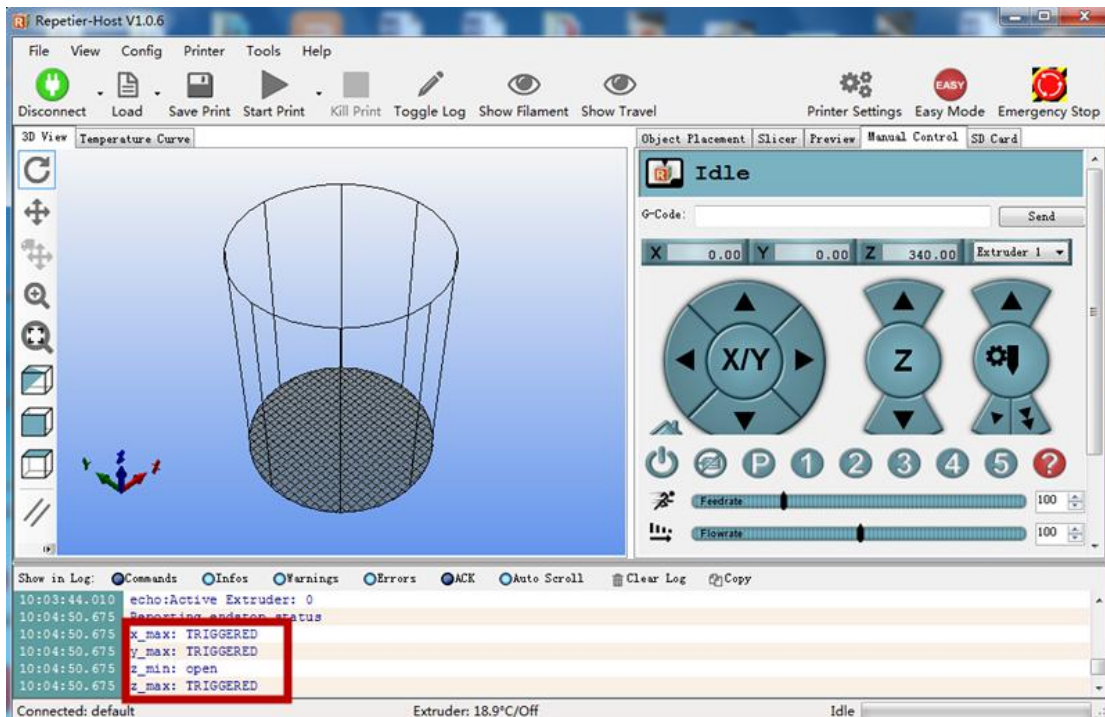 Repetier-Host V1.0.6
File View Config Printer Tools Help
Disconnect Load Save Print Start Print Kill Print Toggle Log Show Filament Show Travel Printer Settings Easy Mode Emergency Stop
EASY
3D View Temperature Curve
Object Placement Slicer Preview Manual Control SD Card
Idle
G-Code: Send
X 0.00 Y 0.00 Z 340.00 Extruder 1
X/Y Z
P 1 2 3 4 5 ?
Feedrate 100
Flowrate 100
Show in Log: Commands Infos Warnings Errors ACK Auto Scroll Clear Log Copy
10:03:44.010 echo:Active Extruder: 0
10:04:50.675 Reporting endstop status
10:04:50.675 x_max: TRIGGERED
10:04:50.675 y_max: TRIGGERED
10:04:50.675 z_min: open
10:04:50.675 z_max: TRIGGERED
Connected: default Extruder: 18.9°C/Off Idle